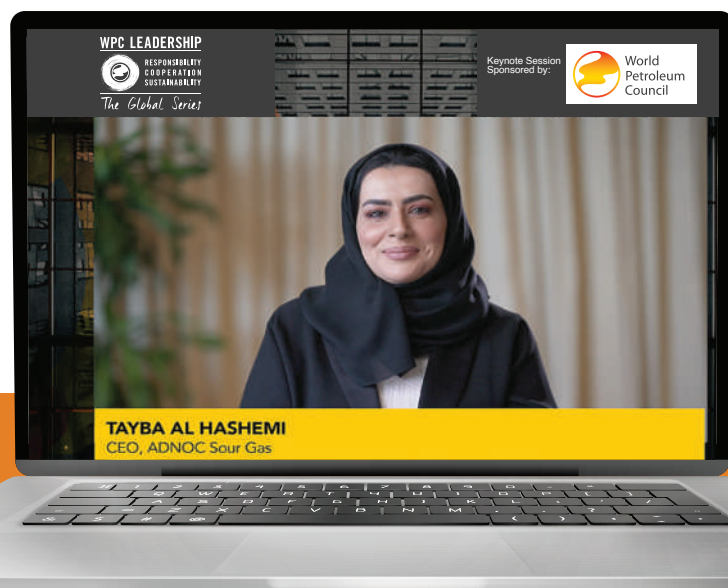 WPC LEADERSHIP
RESPONSIBILITY
COOPERATION
SUSTAINABILITY
The Global Series
Keynote Session
Sponsored by:
World
Petroleum
Council
TAYBA AL HASHEMI
CEO, ADNOC Sour Gas